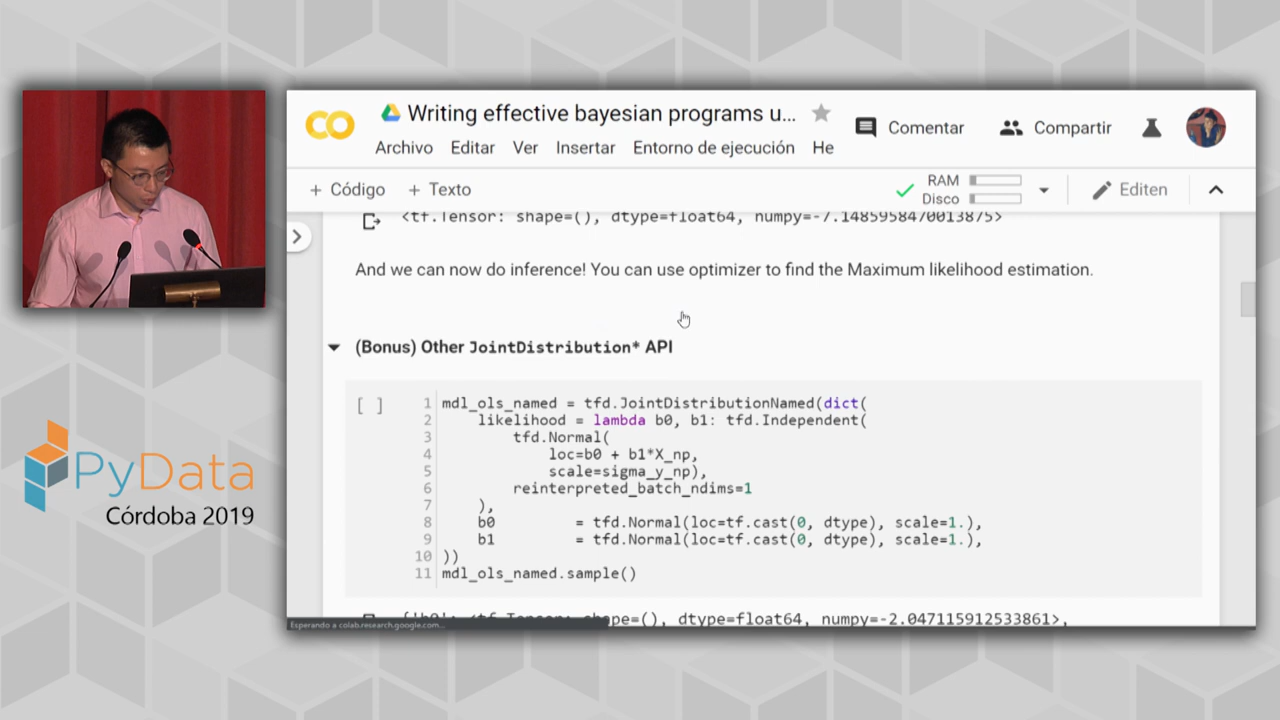 CO
Writing effective bayesian programs u...
Comentar
Compartir
Archivo Editar Ver Insertar Entorno de ejecución He
+ Código + Texto
RAM
Disco
Editen
<tf.Tensor: shape=(), dtype=float64, numpy=-7.148595847001387​5>
And we can now do inference! You can use optimizer to find the Maximum likelihood estimation.
(Bonus) Other JointDistribution* API
[ ]
1 mdl_ols_named = tfd.JointDistributionNamed(dict(
2 likelihood = lambda b0, b1: tfd.Independent(
3 tfd.Normal(
4 loc=b0 + b1*X_np,
5 scale=sigma_y_np),
6 reinterpreted_batch_ndims=1
7 ),
8 b0 = tfd.Normal(loc=tf.cast(0, dtype), scale=1.),
9 b1 = tfd.Normal(loc=tf.cast(0, dtype), scale=1.),
10 ))
11 mdl_ols_named.sample()
{'b0': <tf.Tensor: shape=(), dtype=float64, numpy=-2.047115912533861>,
Esperando a colab.research.google.com...
PyData
Córdoba 2019